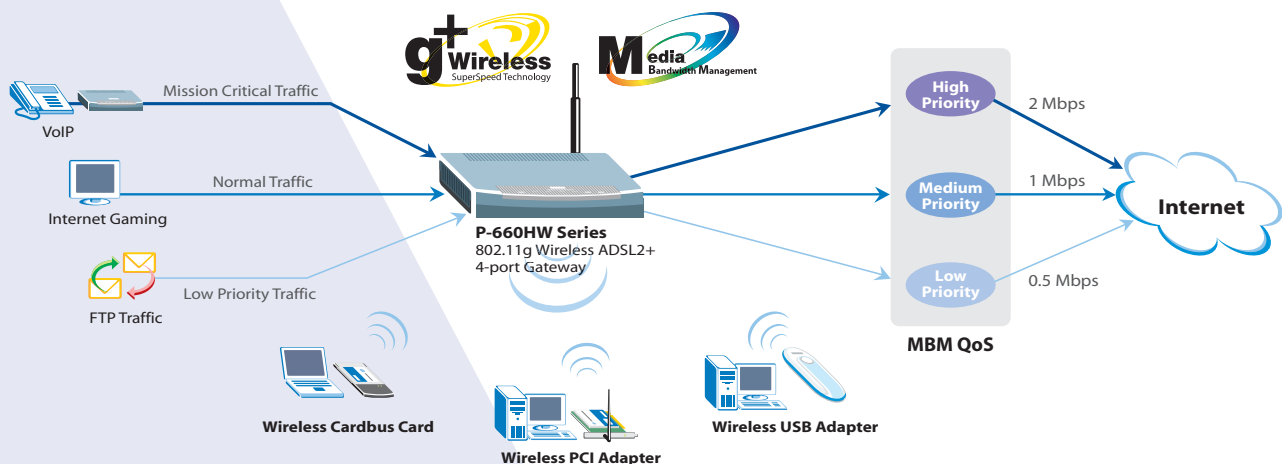 g+ Wireless
SuperSpeed Technology
Media
Bandwidth Management
Mission Critical Traffic
VoIP
Normal Traffic
Internet Gaming
Low Priority Traffic
FTP Traffic
P-660HW Series
802.11g Wireless ADSL2+
4-port Gateway
High
Priority
2 Mbps
Medium
Priority
1 Mbps
Internet
Low
Priority
0.5 Mbps
MBM QoS
Wireless Cardbus Card
Wireless PCI Adapter
Wireless USB Adapter